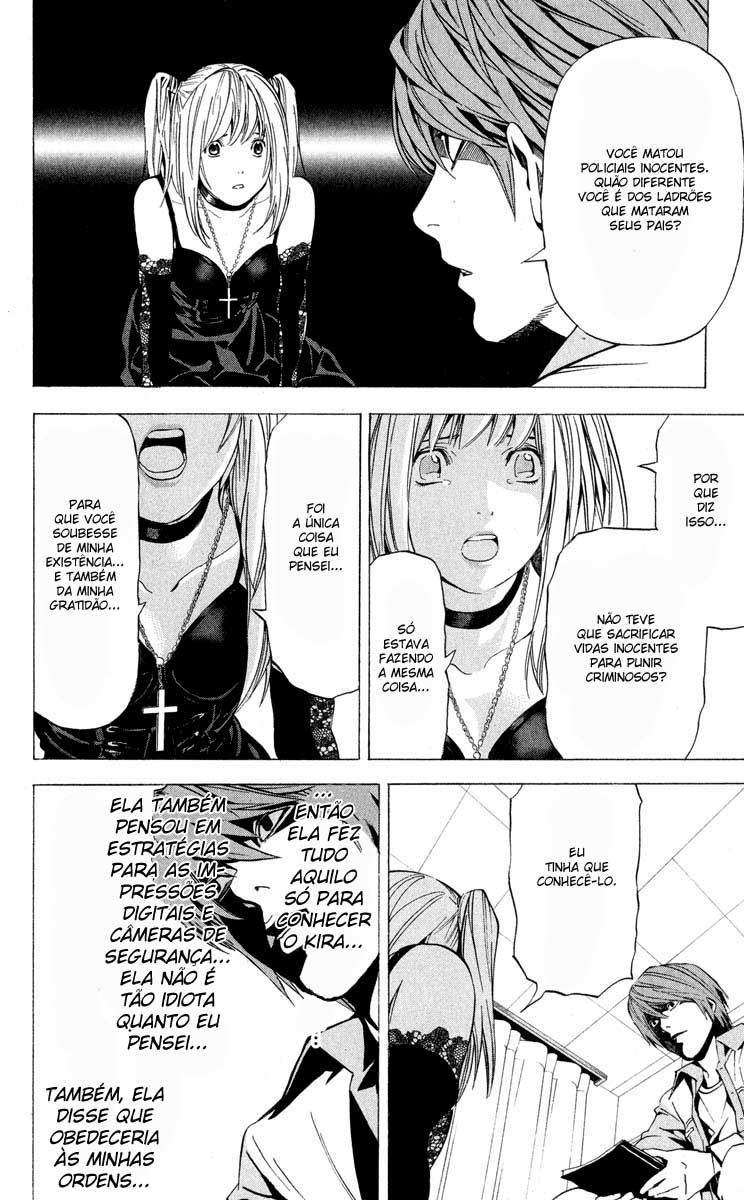 VOCÊ MATOU
POLICIAIS INOCENTES.
QUÃO DIFERENTE
VOCÊ É DOS LADRÕES
QUE MATARAM
SEUS PAIS?
POR
QUE
DIZ
ISSO...
NÃO TEVE
QUE SACRIFICAR
VIDAS INOCENTES
PARA PUNIR
CRIMINOSOS?
SÓ
ESTAVA
FAZENDO
A MESMA
COISA...
FOI
A ÚNICA
COISA
QUE EU
PENSEI...
PARA
QUE VOCÊ
SOUBESSE
DE MINHA
EXISTÊNCIA...
E TAMBÉM
DA MINHA
GRATIDÃO...
EU
TINHA QUE
CONHECÊ-LO.
...
ENTÃO
ELA FEZ
TUDO
AQUILO
SÓ PARA
CONHECER
O KIRA...
ELA TAMBÉM
PENSOU EM
ESTRATÉGIAS
PARA AS IM-
PRESSÕES
DIGITAIS E
CÂMERAS DE
SEGURANÇA...
ELA NÃO É
TÃO IDIOTA
QUANTO EU
PENSEI...
TAMBÉM, ELA
DISSE QUE
OBEDECERIA
ÀS MINHAS
ORDENS...